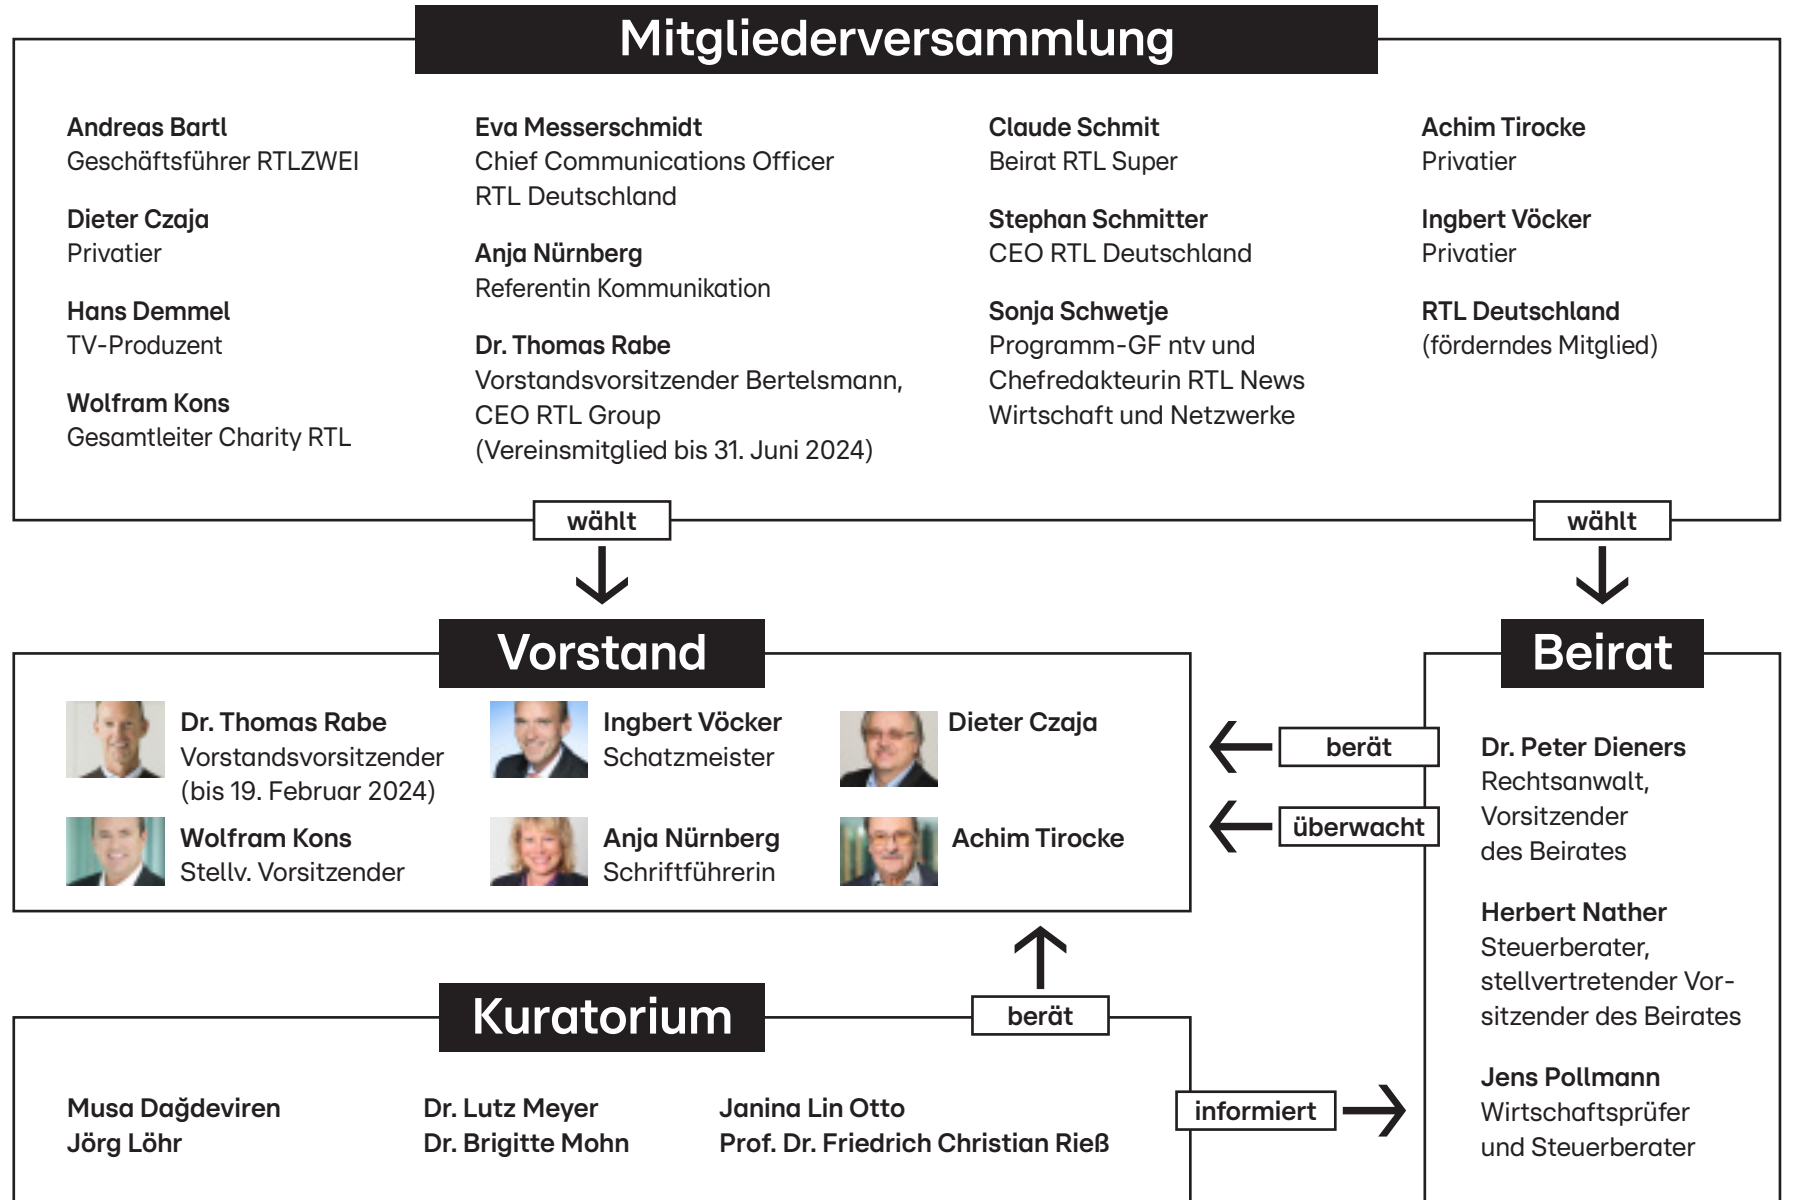 Mitgliederversammlung
Andreas Bartl
Geschäftsführer RTLZWEI
Dieter Czaja
Privatier
Hans Demmel
TV-Produzent
Wolfram Kons
Gesamtleiter Charity RTL
Eva Messerschmidt
Chief Communications Officer
RTL Deutschland
Anja Nürnberg
Referentin Kommunikation
Dr. Thomas Rabe
Vorstandsvorsitzender Bertelsmann,
CEO RTL Group
(Vereinsmitglied bis 31. Juni 2024)
Claude Schmit
Beirat RTL Super
Stephan Schmitter
CEO RTL Deutschland
Sonja Schwetje
Programm-GF ntv und
Chefredakteurin RTL News
Wirtschaft und Netzwerke
Achim Tirocke
Privatier
Ingbert Vöcker
Privatier
RTL Deutschland
(förderndes Mitglied)
wählt
wählt
Vorstand
Dr. Thomas Rabe
Vorstandsvorsitzender
(bis 19. Februar 2024)
Wolfram Kons
Stellv. Vorsitzender
Ingbert Vöcker
Schatzmeister
Anja Nürnberg
Schriftführerin
Dieter Czaja
Achim Tirocke
berät
überwacht
Beirat
Dr. Peter Dieners
Rechtsanwalt,
Vorsitzender
des Beirates
Herbert Nather
Steuerberater,
stellvertretender Vor-
sitzender des Beirates
Jens Pollmann
Wirtschaftsprüfer
und Steuerberater
berät
Kuratorium
Musa Dağdeviren
Jörg Löhr
Dr. Lutz Meyer
Dr. Brigitte Mohn
Janina Lin Otto
Prof. Dr. Friedrich Christian Rieß
informiert